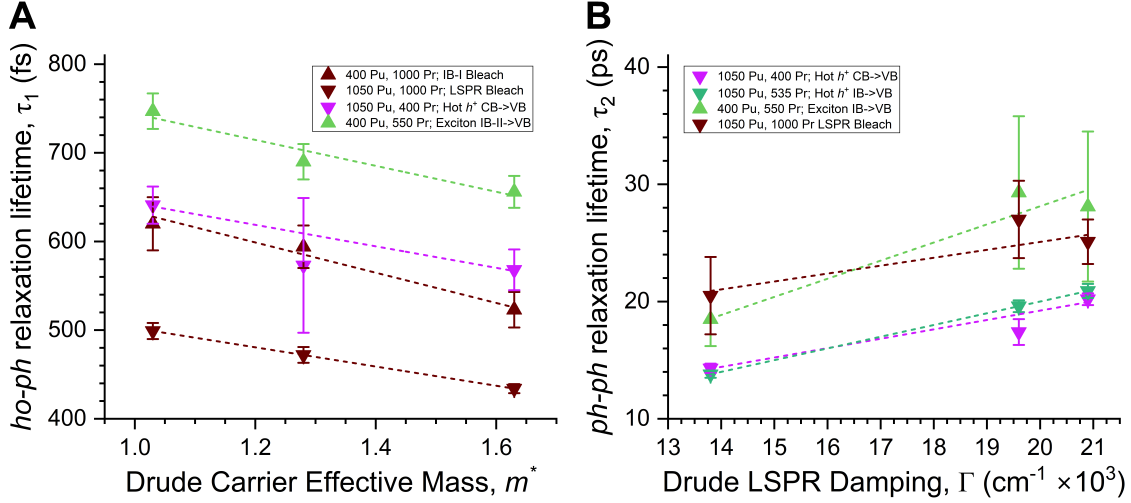 A
ho-ph relaxation lifetime, τ1 (fs)
800
700
600
500
400
400 Pu, 1000 Pr; IB-I Bleach
1050 Pu, 1000 Pr; LSPR Bleach
1050 Pu, 400 Pr; Hot h+ CB->VB
400 Pu, 550 Pr; Exciton IB-II->VB
1.0 1.2 1.4 1.6
Drude Carrier Effective Mass, m*
B
ph-ph relaxation lifetime, τ2 (ps)
40
30
20
10
1050 Pu, 400 Pr; Hot h+ CB->VB
1050 Pu, 535 Pr; Hot h+ IB->VB
400 Pu, 550 Pr; Exciton IB->VB
1050 Pu, 1000 Pr LSPR Bleach
13 14 15 16 17 18 19 20 21
Drude LSPR Damping, Γ (cm-1 ×10³)